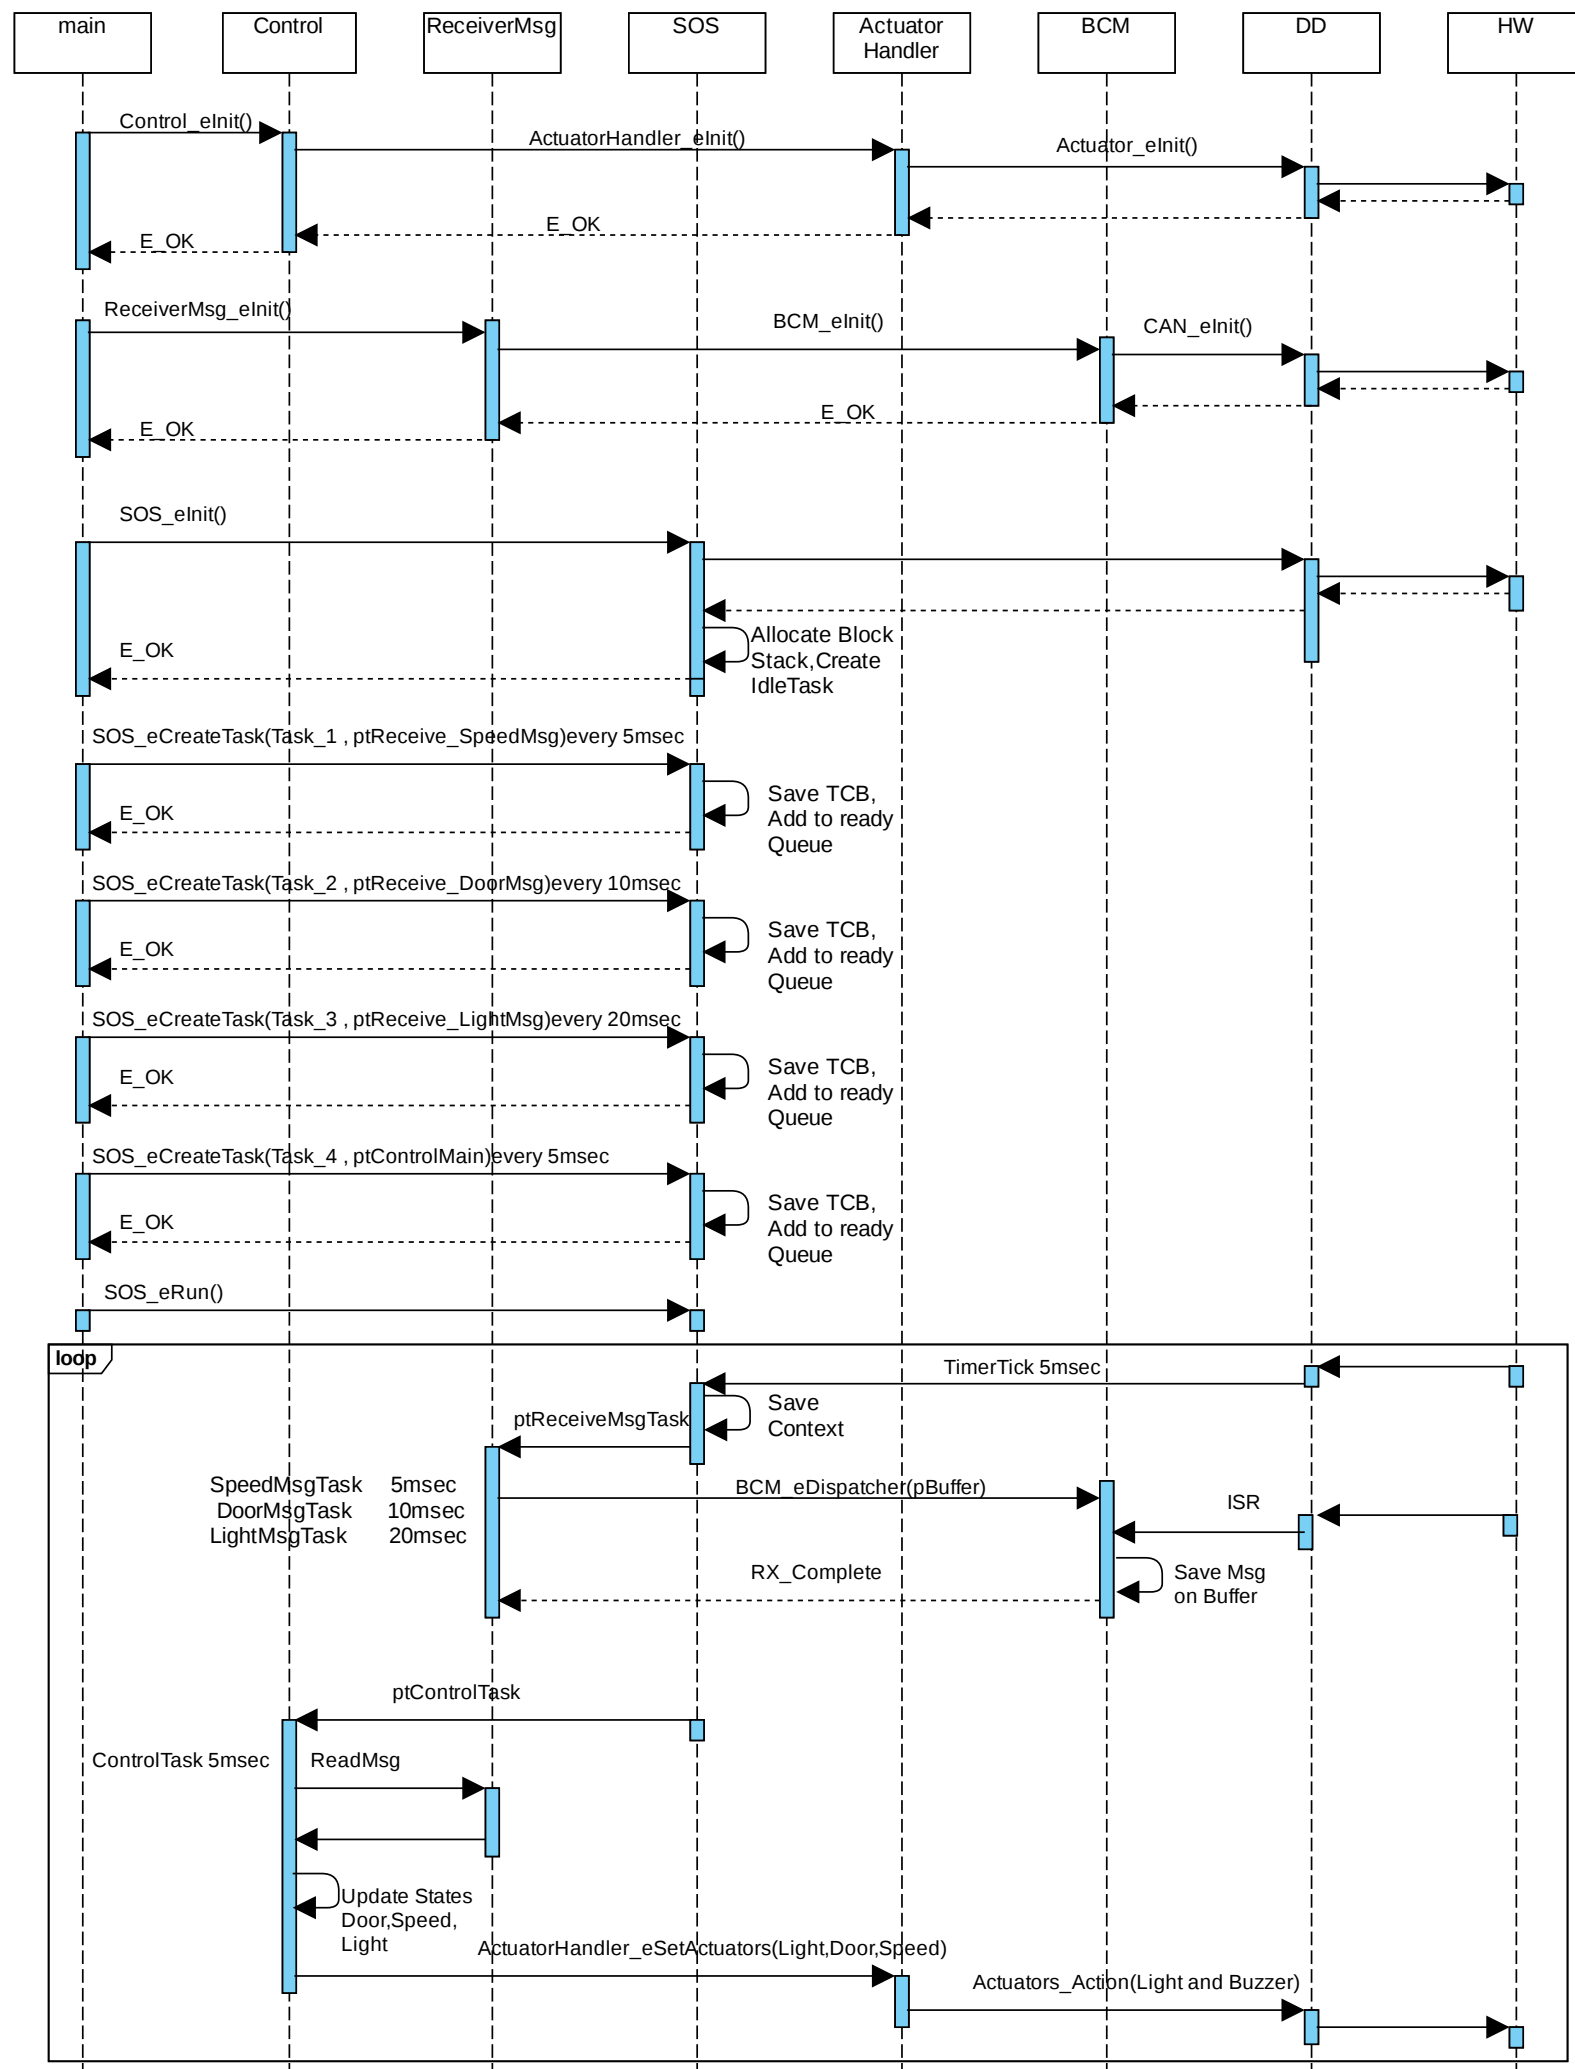 main
Control
ReceiverMsg
SOS
Actuator
Handler
BCM
DD
HW
Control_eInit()
ActuatorHandler_eInit()
Actuator_eInit()
E_OK
E_OK
ReceiverMsg_eInit()
BCM_eInit()
CAN_eInit()
E_OK
E_OK
SOS_eInit()
Allocate Block
Stack,Create
IdleTask
E_OK
SOS_eCreateTask(Task_1 , ptReceive_SpeedMsg)every 5msec
Save TCB,
Add to ready
Queue
E_OK
SOS_eCreateTask(Task_2 , ptReceive_DoorMsg)every 10msec
Save TCB,
Add to ready
Queue
E_OK
SOS_eCreateTask(Task_3 , ptReceive_LightMsg)every 20msec
Save TCB,
Add to ready
Queue
E_OK
SOS_eCreateTask(Task_4 , ptControlMain)every 5msec
Save TCB,
Add to ready
Queue
E_OK
SOS_eRun()
loop
TimerTick 5msec
Save
Context
ptReceiveMsgTask
SpeedMsgTask 5msec
DoorMsgTask 10msec
LightMsgTask 20msec
BCM_eDispatcher(pBuffer)
ISR
RX_Complete
Save Msg
on Buffer
ptControlTask
ControlTask 5msec
ReadMsg
Update States
Door,Speed,
Light
ActuatorHandler_eSetActuators(Light,Door,Speed)
Actuators_Action(Light and Buzzer)